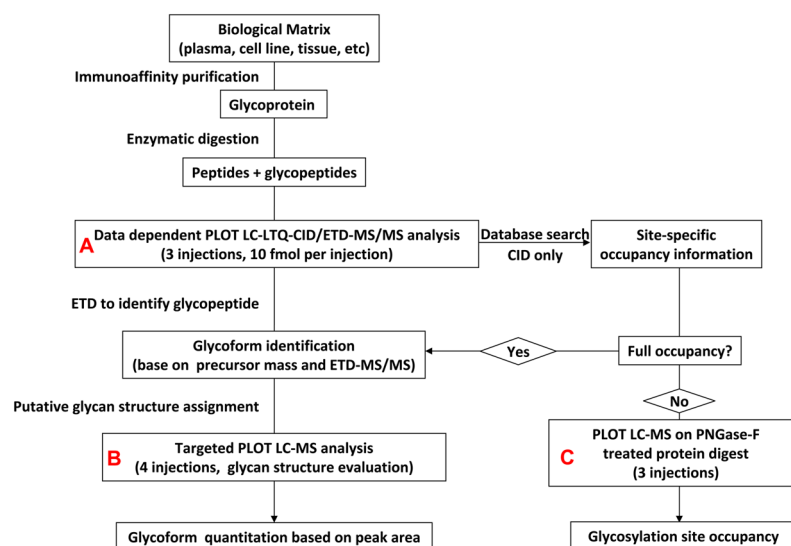 Biological Matrix
(plasma, cell line, tissue, etc)
Immunoaffinity purification
Glycoprotein
Enzymatic digestion
Peptides + glycopeptides
A
Data dependent PLOT LC-LTQ-CID/ETD-MS/MS analysis
(3 injections, 10 fmol per injection)
Database search
CID only
Site-specific
occupancy information
ETD to identify glycopeptide
Glycoform identification
(base on precursor mass and ETD-MS/MS)
Yes
Full occupancy?
No
Putative glycan structure assignment
B
Targeted PLOT LC-MS analysis
(4 injections, glycan structure evaluation)
C
PLOT LC-MS on PNGase-F
treated protein digest
(3 injections)
Glycoform quantitation based on peak area
Glycosylation site occupancy